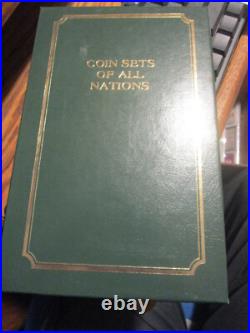 COIN SETS
OF ALL
NATIONS